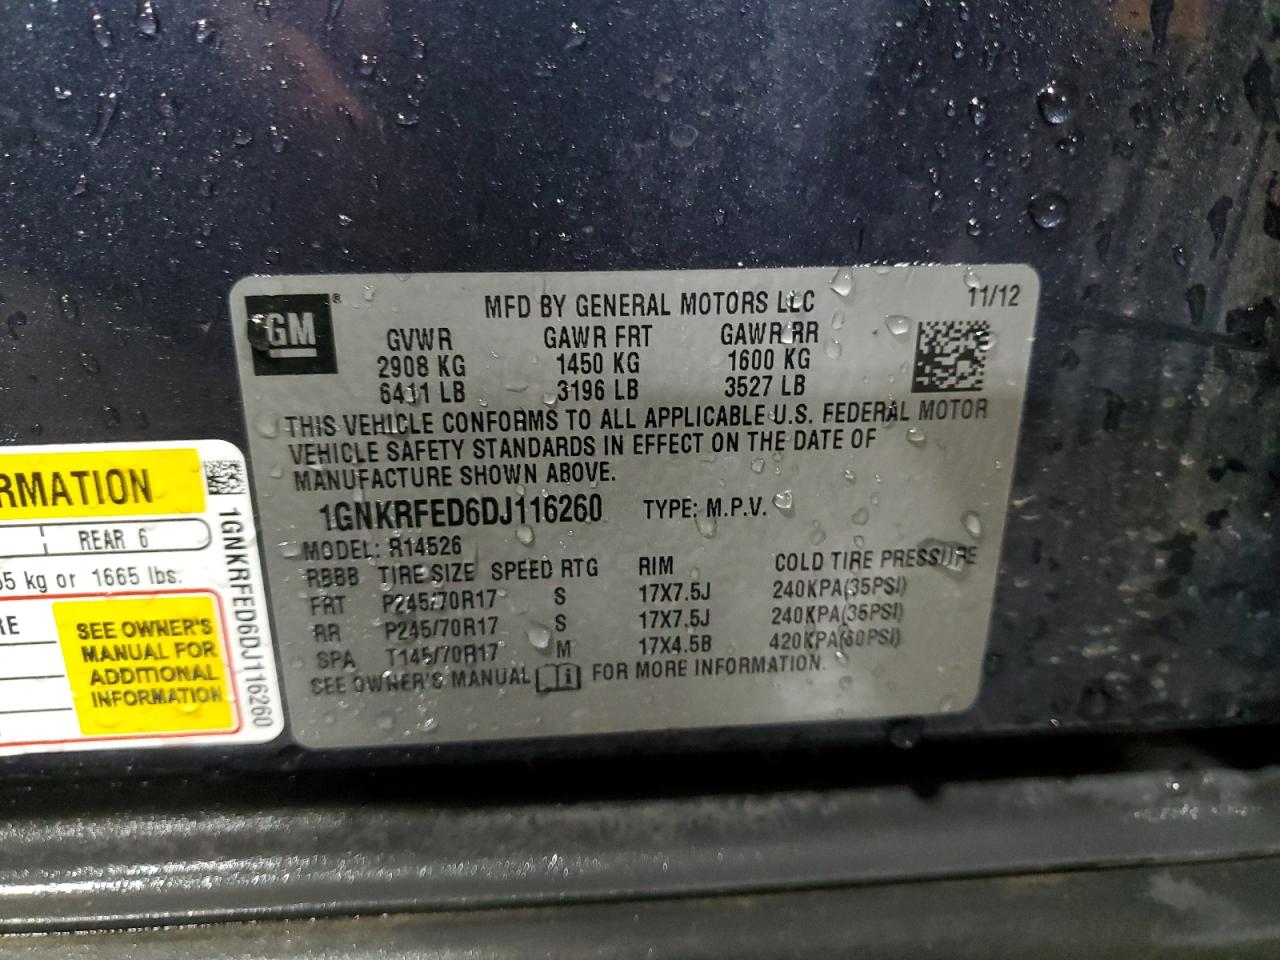 GM
®
MFD BY GENERAL MOTORS LLC
11/12
GVWR GAWR FRT GAWR RR
2908 KG 1450 KG 1600 KG
6411 LB 3196 LB 3527 LB
THIS VEHICLE CONFORMS TO ALL APPLICABLE U.S. FEDERAL MOTOR
VEHICLE SAFETY STANDARDS IN EFFECT ON THE DATE OF
MANUFACTURE SHOWN ABOVE.
1GNKRFED6DJ116260 TYPE: M.P.V.
MODEL: R14526
RBBB TIRE SIZE SPEED RTG RIM COLD TIRE PRESSURE
FRT P245/70R17 S 17X7.5J 240KPA(35PSI)
RR P245/70R17 S 17X7.5J 240KPA(35PSI)
SPA T145/70R17 M 17X4.5B 420KPA(60PSI)
SEE OWNER'S MANUAL FOR MORE INFORMATION.
RMATION
REAR 6
5 kg or 1665 lbs.
RE
SEE OWNER'S
MANUAL FOR
ADDITIONAL
INFORMATION
1GNKRFED6DJ116260